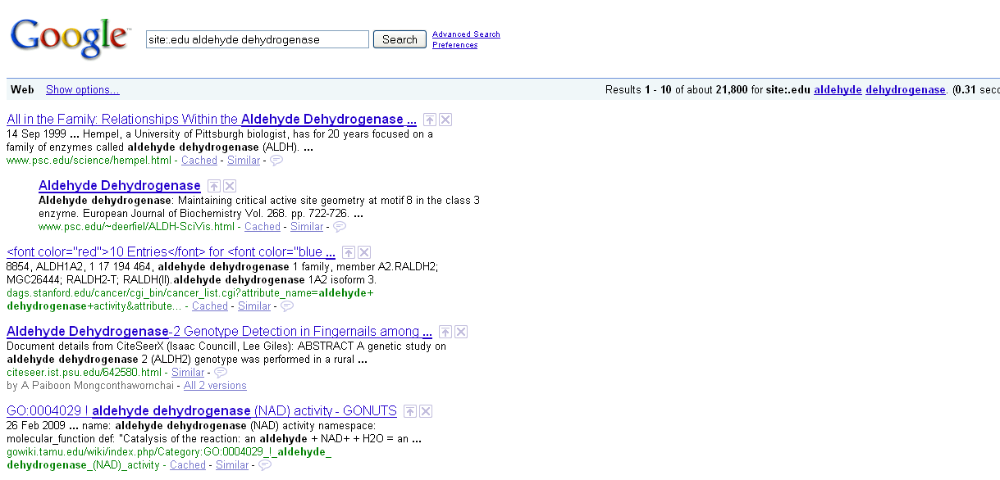 Google™ site:.edu aldehyde dehydrogenase Search Advanced Search
Preferences
Web Show options... Results 1 - 10 of about 21,800 for site:.edu aldehyde dehydrogenase. (0.31 seco
All in the Family: Relationships Within the Aldehyde Dehydrogenase ...
14 Sep 1999 ... Hempel, a University of Pittsburgh biologist, has for 20 years focused on a
family of enzymes called aldehyde dehydrogenase (ALDH). ...
www.psc.edu/science/hempel.html - Cached - Similar -
Aldehyde Dehydrogenase
Aldehyde dehydrogenase: Maintaining critical active site geometry at motif 8 in the class 3
enzyme. European Journal of Biochemistry Vol. 268. pp. 722-726. ...
www.psc.edu/~deerfiel/ALDH-SciVis.html - Cached - Similar -
<font color="red">10 Entries</font> for <font color="blue ...
8854, ALDH1A2, 1 17 194 464, aldehyde dehydrogenase 1 family, member A2.RALDH2;
MGC26444; RALDH2-T; RALDH(II).aldehyde dehydrogenase 1A2 isoform 3.
dags.stanford.edu/cancer/cgi_bin/cancer_list.cgi?attribute_name=aldehyde+
dehydrogenase+activity&attribute... - Cached - Similar -
Aldehyde Dehydrogenase-2 Genotype Detection in Fingernails among ...
Document details from CiteSeerX (Isaac Councill, Lee Giles): ABSTRACT A genetic study on
aldehyde dehydrogenase 2 (ALDH2) genotype was performed in a rural ...
citeseer.ist.psu.edu/642580.html - Similar -
by A Paiboon Mongconthawornchai - All 2 versions
GO:0004029 ! aldehyde dehydrogenase (NAD) activity - GONUTS
26 Feb 2009 ... name: aldehyde dehydrogenase (NAD) activity namespace:
molecular_function def: "Catalysis of the reaction: an aldehyde + NAD+ + H2O = an ...
gowiki.tamu.edu/wiki/index.php/Category:GO:0004029_!_aldehyde_
dehydrogenase_(NAD)_activity - Cached - Similar -